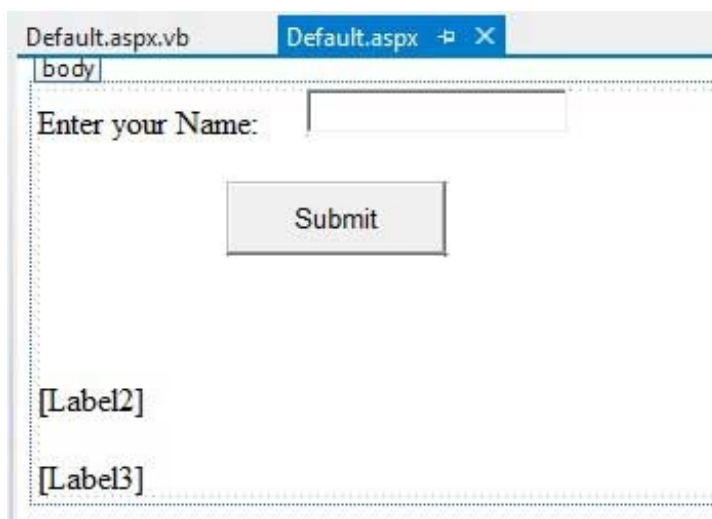 Default.aspx.vb Default.aspx
body
Enter your Name:
Submit
[Label2]
[Label3]